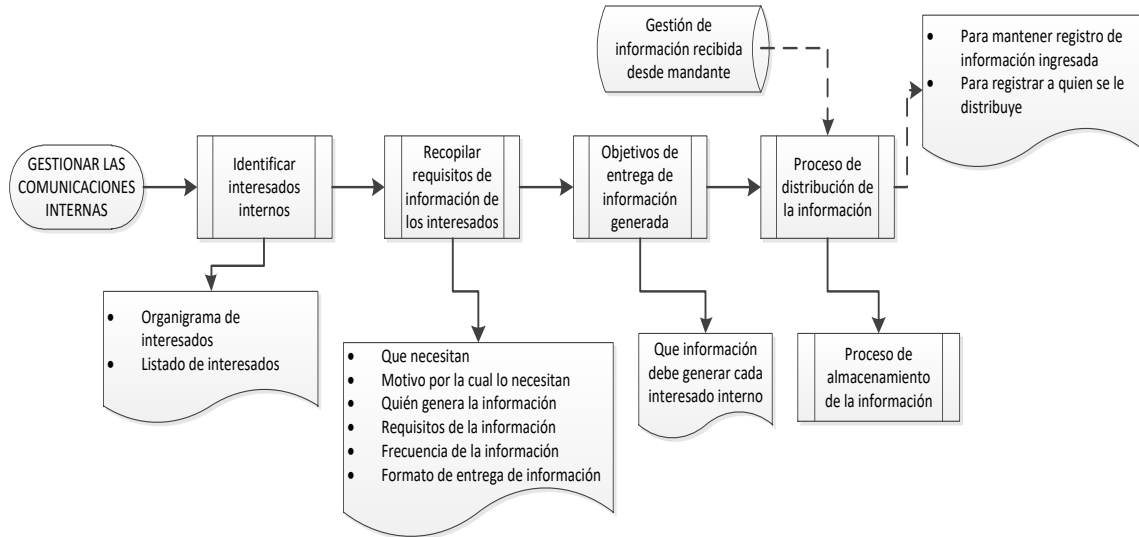 Gestión de
información recibida
desde mandante
• Para mantener registro de
información ingresada
• Para registrar a quien se le
distribuye
GESTIONAR LAS
COMUNICACIONES
INTERNAS
Identificar
interesados
internos
Recopilar
requisitos de
información de
los interesados
Objetivos de
entrega de
información
generada
Proceso de
distribución de
la información
• Organigrama de
interesados
• Listado de interesados
• Que necesitan
• Motivo por la cual lo necesitan
• Quién genera la información
• Requisitos de la información
• Frecuencia de la información
• Formato de entrega de información
Que información
debe generar cada
interesado interno
Proceso de
almacenamiento
de la información